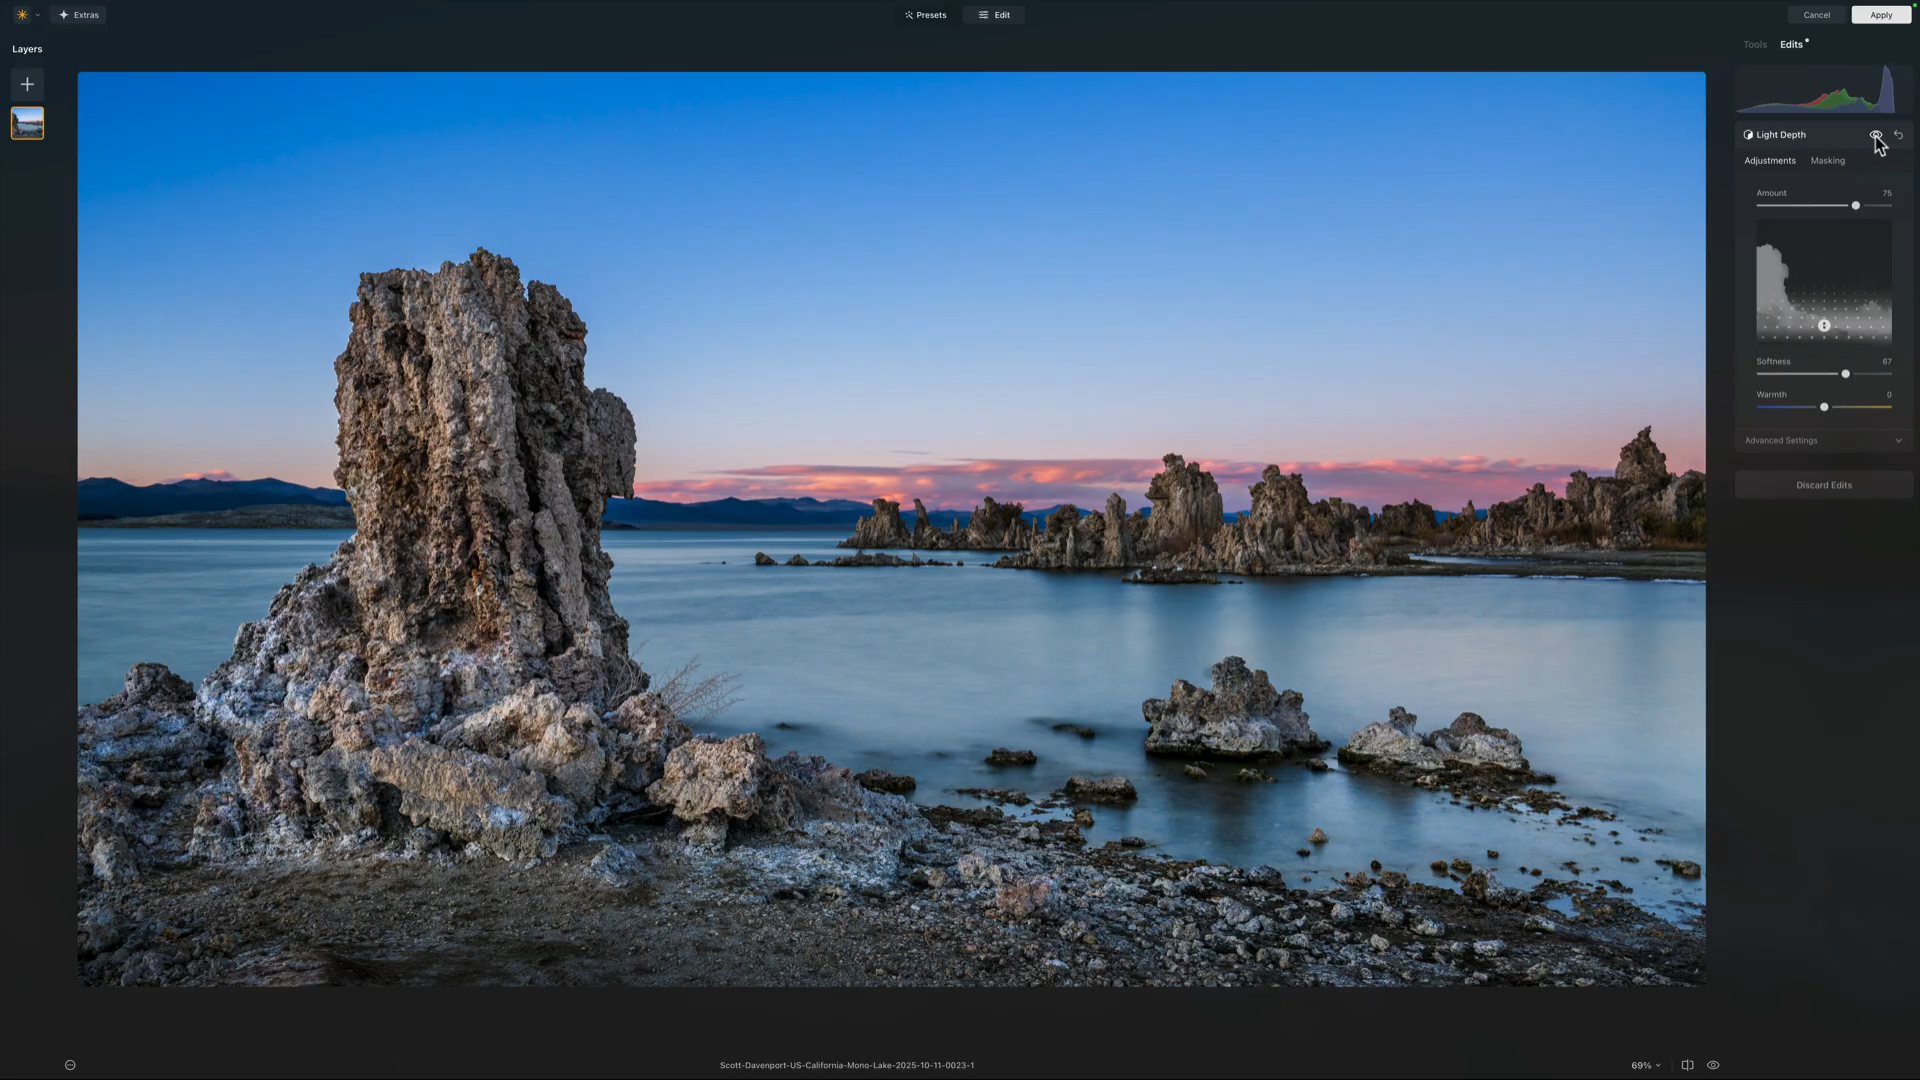 Extras
Presets
Edit
Cancel
Apply
Layers
Tools
Edits
Light Depth
Adjustments
Masking
Amount
75
Softness
67
Warmth
0
Advanced Settings
Discard Edits
Scott-Davenport-US-California-Mono-Lake-2025-10-11-0023-1
69%